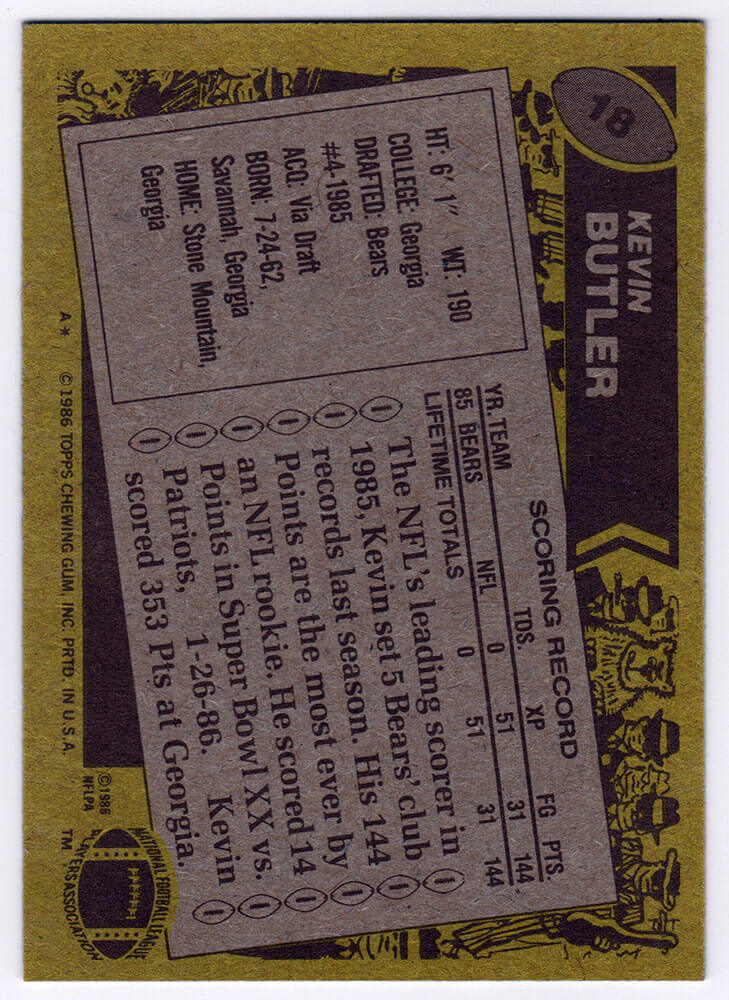 18
KEVIN
BUTLER
HT: 6' 1" WT: 190
COLLEGE: Georgia
DRAFTED: Bears
#4-1985
ACQ: Via Draft
BORN: 7-24-62,
Savannah, Georgia
HOME: Stone Mountain,
Georgia
SCORING RECORD
YR. TEAM NFL TDS. XP FG PTS.
85 BEARS 0 51 31 144
LIFETIME TOTALS 0 51 31 144
The NFL's leading scorer in
1985, Kevin set 5 Bears' club
records last season. His 144
Points are the most ever by
an NFL rookie. He scored 14
Points in Super Bowl XX vs.
Patriots, 1-26-86. Kevin
scored 353 Pts at Georgia.
A* © 1986 TOPPS CHEWING GUM, INC. PRTD. IN U.S.A.
© 1986
NFLPA
TM
NATIONAL FOOTBALL LEAGUE
YERS ASSOCIATION